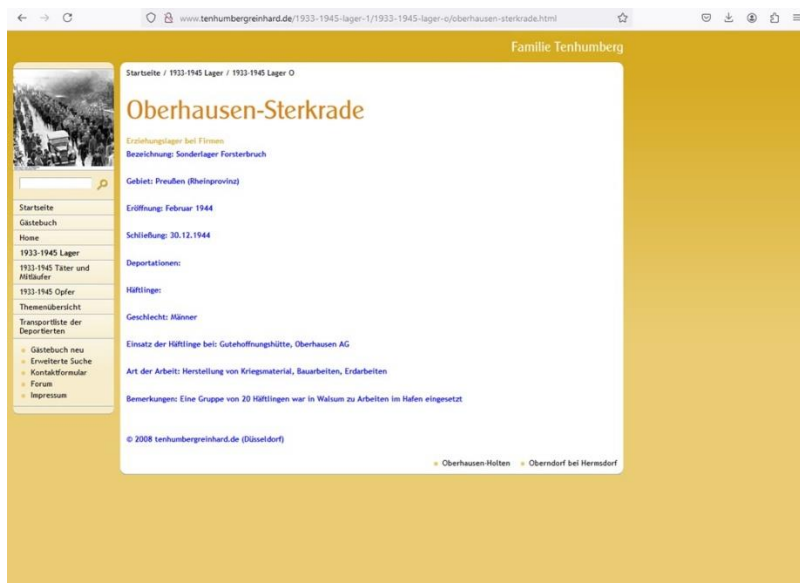 www.tenhumbergreinhard.de/1933-1945-lager-1/1933-1945-lager-o/oberhausen-sterkrade.html
Familie Tenhumberg
Startseite / 1933-1945 Lager / 1933-1945 Lager O
Oberhausen-Sterkrade
Erziehungslager bei Firmen
Bezeichnung: Sonderlager Forsterbruch
Gebiet: Preußen (Rheinprovinz)
Eröffnung: Februar 1944
Schließung: 30.12.1944
Deportationen:
Häftlinge:
Geschlecht: Männer
Einsatz der Häftlinge bei: Gutehoffnungshütte, Oberhausen AG
Art der Arbeit: Herstellung von Kriegsmaterial, Bauarbeiten, Erdarbeiten
Bemerkungen: Eine Gruppe von 20 Häftlingen war in Walsum zu Arbeiten im Hafen eingesetzt
© 2008 tenhumbergreinhard.de (Düsseldorf)
Oberhausen-Holten
Oberndorf bei Hermsdorf
Startseite
Gästebuch
Home
1933-1945 Lager
1933-1945 Täter und
Mitläufer
1933-1945 Opfer
Themenübersicht
Transportliste der
Deportierten
Gästebuch neu
Erweiterte Suche
Kontaktformular
Forum
Impressum